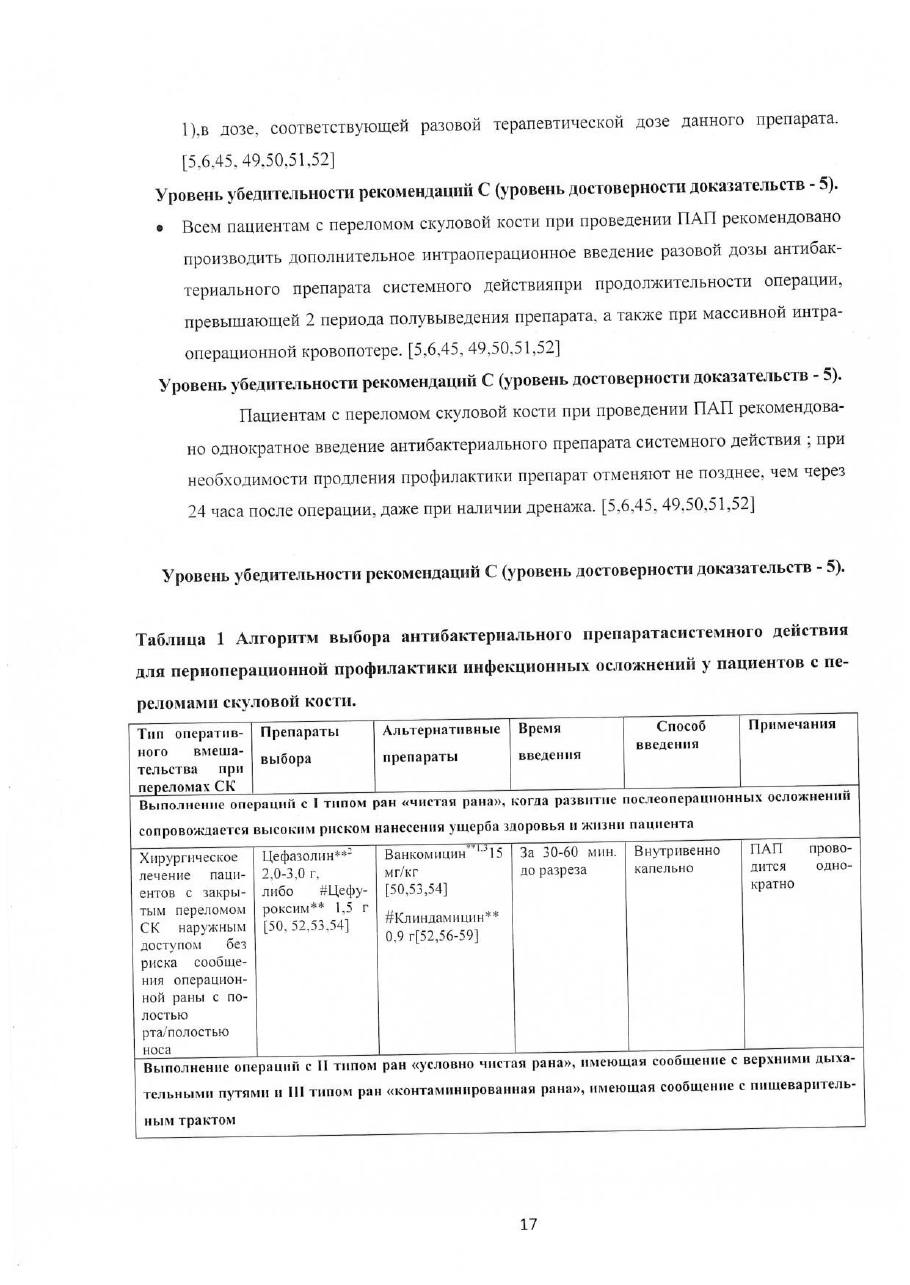 1),в дозе, соответствующей разовой терапевтической дозе данного препарата.
[5,6,45, 49,50,51,52]
Уровень убедительности рекомендаций С (уровень достоверности доказательств - 5).
• Всем пациентам с переломом скуловой кости при проведении ПАП рекомендовано
производить дополнительное интраоперационное введение разовой дозы антибак-
териального препарата системного действияпри продолжительности операции,
превышающей 2 периода полувыведения препарата, а также при массивной интра-
операционной кровопотере. [5,6,45, 49,50,51,52]
Уровень убедительности рекомендаций С (уровень достоверности доказательств - 5).
Пациентам с переломом скуловой кости при проведении ПАП рекомендова-
но однократное введение антибактериального препарата системного действия ; при
необходимости продления профилактики препарат отменяют не позднее, чем через
24 часа после операции, даже при наличии дренажа. [5,6,45, 49,50,51,52]
Уровень убедительности рекомендаций С (уровень достоверности доказательств - 5).
Таблица 1 Алгоритм выбора антибактериального препаратасистемного действия
для периоперационной профилактики инфекционных осложнений у пациентов с пе-
реломами скуловой кости.
Тип оператив-
ного вмеша-
тельства при
переломах СК
Препараты
выбора
Альтернативные
препараты
Время
введения
Способ
введения
Примечания
Выполнение операций с I типом ран «чистая рана», когда развитие послеоперационных осложнений
сопровождается высоким риском нанесения ущерба здоровья и жизни пациента
Хирургическое
лечение паци-
ентов с закры-
тым переломом
СК наружным
доступом без
риска сообще-
ния операцион-
ной раны с по-
лостью
рта/полостью
носа
Цефазолин**2
2,0-3,0 г,
либо #Цефу-
роксим** 1,5 г
[50, 52,53,54]
Ванкомицин**1,3 15
мг/кг
[50,53,54]
#Клиндамицин**
0,9 г[52,56-59]
За 30-60 мин.
до разреза
Внутривенно
капельно
ПАП прово-
дится одно-
кратно
Выполнение операций с II типом ран «условно чистая рана», имеющая сообщение с верхними дыха-
тельными путями и III типом ран «контаминированная рана», имеющая сообщение с пищеваритель-
ным трактом
17